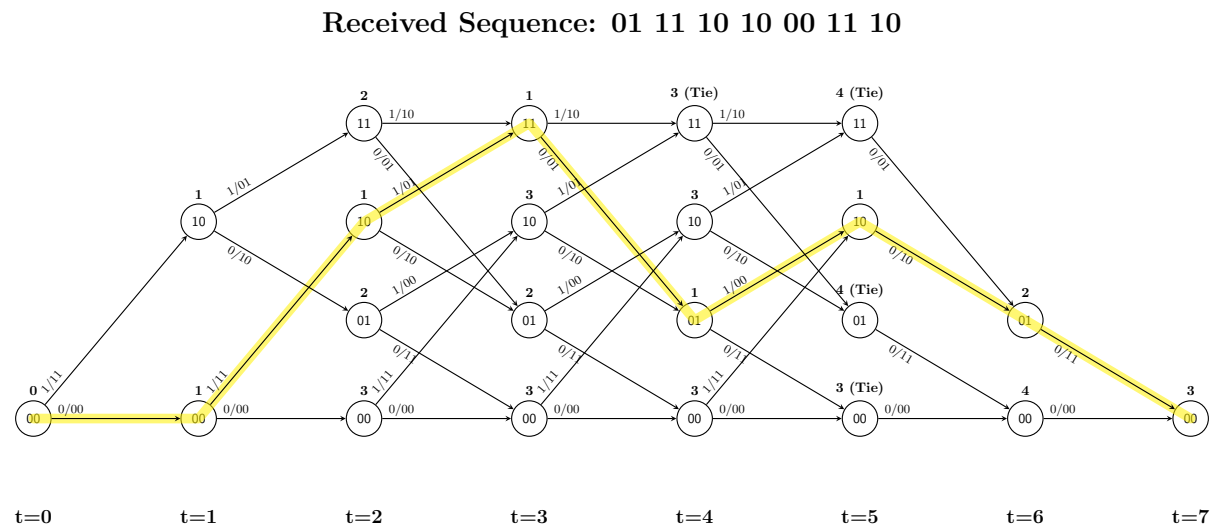 Received Sequence: 01 11 10 10 00 11 10
2 1 3 (Tie) 4 (Tie)
11 1/10 11 1/10 11 1/10 11
0/01 0/01 0/01
1 1/01 1 1/01 3 1/01 3 1/01 1
10 10 10 10 10
0/10 0/10 0/10 0/10 0/10
2 1/00 2 1/00 1 1/00 4 (Tie) 2
01 01 01 01 01
0/11 0/11 0/11 0/11 0/11
0 1/11 1 1/11 3 1/11 3 1/11 3 1/11 3 (Tie) 4 3
00 0/00 00 0/00 00 0/00 00 0/00 00 0/00 00 0/00 00 0/00 00
t=0 t=1 t=2 t=3 t=4 t=5 t=6 t=7